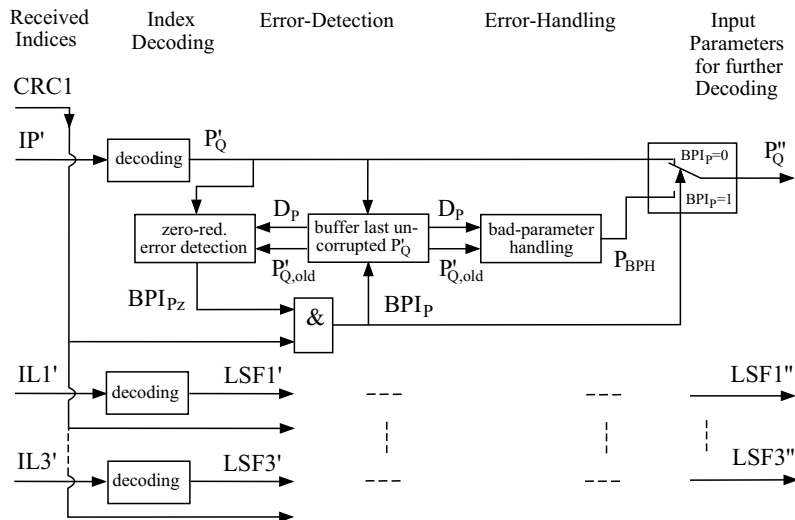 Received Indices
Index Decoding
Error-Detection
Error-Handling
Input Parameters for further Decoding
CRC1
IP'
decoding
P'Q
BPIP=0
BPIP=1
P''Q
zero-red. error detection
DP
P'Q,old
buffer last un-corrupted P'Q
DP
P'Q,old
bad-parameter handling
PBPH
BPIPz
&
BPIP
IL1'
decoding
LSF1'
LSF1''
IL3'
decoding
LSF3'
LSF3''